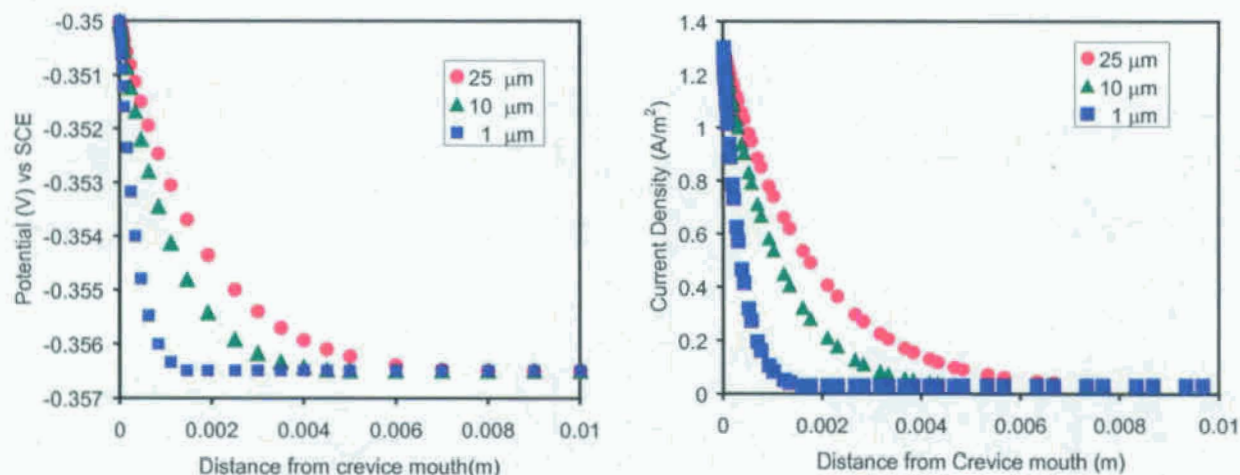 -0.35
-0.351
-0.352
-0.353
-0.354
-0.355
-0.356
-0.357
Potential (V) vs SCE
25 μm
10 μm
1 μm
0
0.002
0.004
0.006
0.008
0.01
Distance from crevice mouth(m)
1.4
1.2
1.0
0.8
0.6
0.4
0.2
0
Current Density (A/m²)
25 μm
10 μm
1 μm
0
0.002
0.004
0.006
0.008
0.01
Distance from Crevice mouth (m)